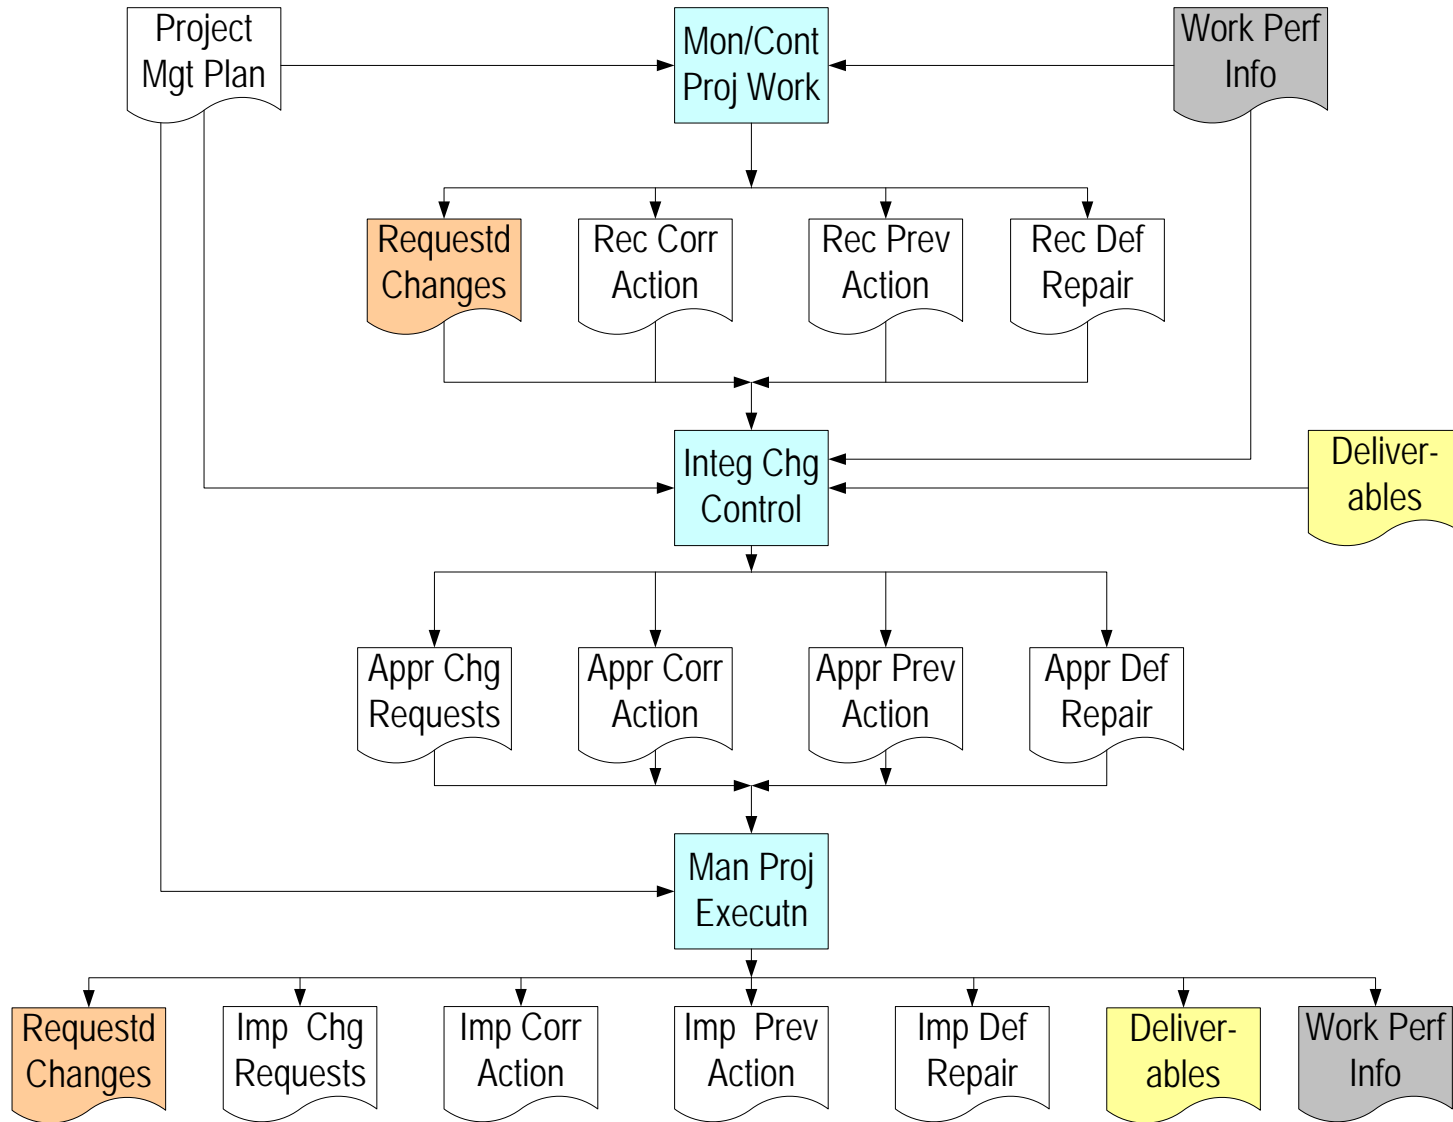 Project
Mgt Plan
Mon/Cont
Proj Work
Work Perf
Info
Requestd
Changes
Rec Corr
Action
Rec Prev
Action
Rec Def
Repair
Integ Chg
Control
Deliver-
ables
Appr Chg
Requests
Appr Corr
Action
Appr Prev
Action
Appr Def
Repair
Man Proj
Executn
Requestd
Changes
Imp Chg
Requests
Imp Corr
Action
Imp Prev
Action
Imp Def
Repair
Deliver-
ables
Work Perf
Info